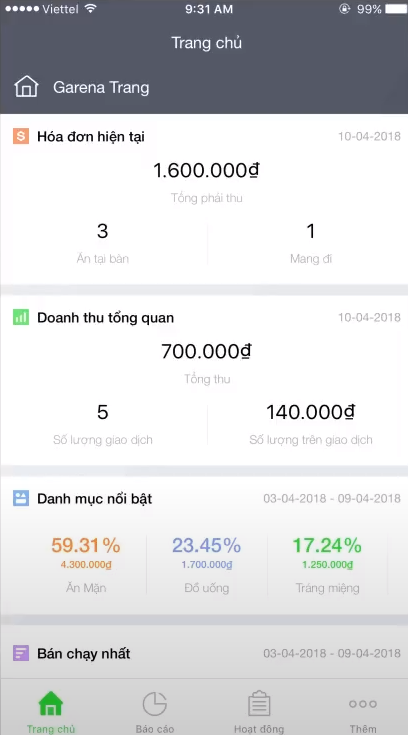 Viettel 9:31 AM 99%
Trang chủ
Garena Trang
Hóa đơn hiện tại 10-04-2018
1.600.000₫
Tổng phải thu
3 1
Ăn tại bàn Mang đi
Doanh thu tổng quan 10-04-2018
700.000₫
Tổng thu
5 140.000₫
Số lượng giao dịch Số lượng trên giao dịch
Danh mục nổi bật 03-04-2018 - 09-04-2018
59.31% 23.45% 17.24%
4.300.000₫ 1.700.000₫ 1.250.000₫
Ăn Mặn Đồ uống Tráng miệng
Bán chạy nhất 03-04-2018 - 09-04-2018
Trang chủ Báo cáo Hoạt động Thêm